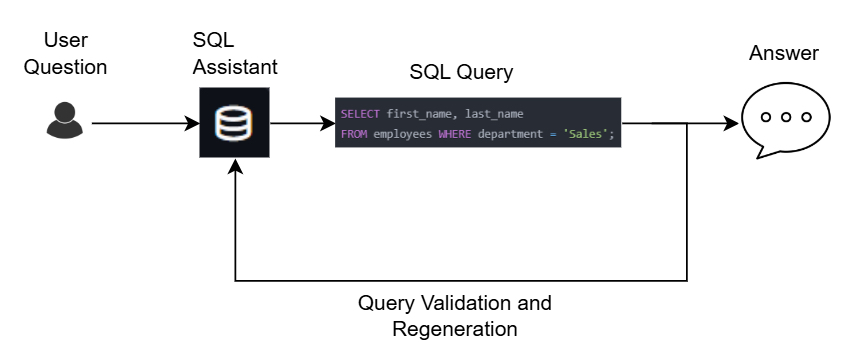 User
Question
SQL
Assistant
SQL Query
SELECT first_name, last_name
FROM employees WHERE department = 'Sales';
Answer
Query Validation and
Regeneration